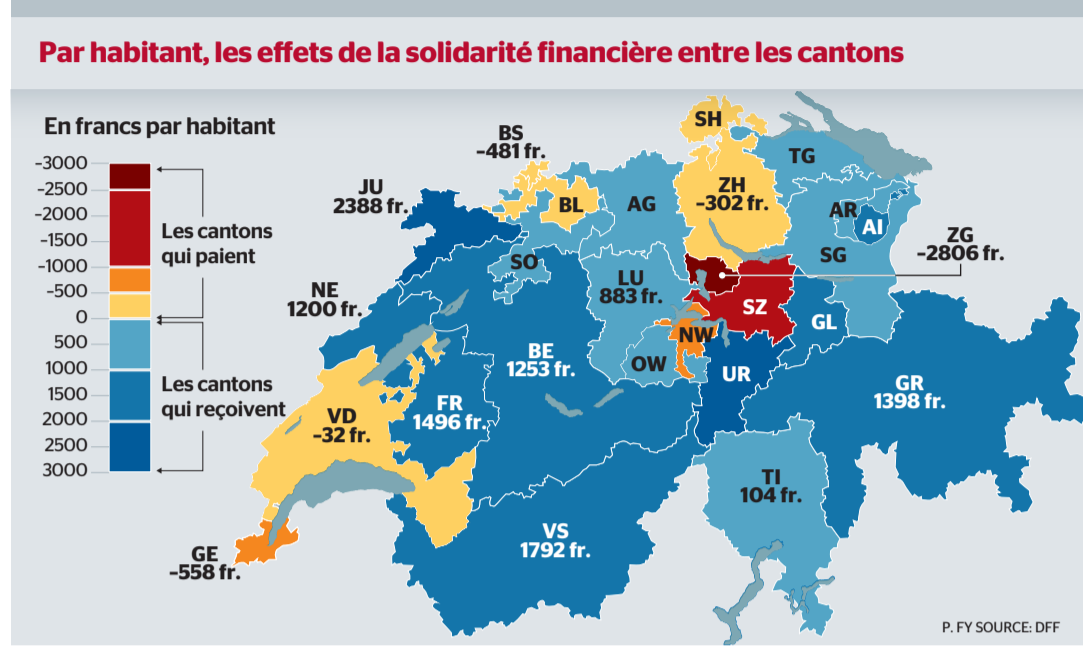 Par habitant, les effets de la solidarité financière entre les cantons
En francs par habitant
-3000
-2500
-2000
-1500
-1000
-500
0
500
1000
1500
2000
2500
3000
Les cantons
qui paient
Les cantons
qui reçoivent
SH
BS
-481 fr.
TG
JU
2388 fr.
BL
AG
ZH
-302 fr.
AR
AI
ZG
-2806 fr.
SO
SG
NE
1200 fr.
LU
883 fr.
SZ
GL
NW
BE
1253 fr.
OW
UR
GR
1398 fr.
FR
1496 fr.
VD
-32 fr.
TI
104 fr.
VS
1792 fr.
GE
-558 fr.
P. FY SOURCE: DFF